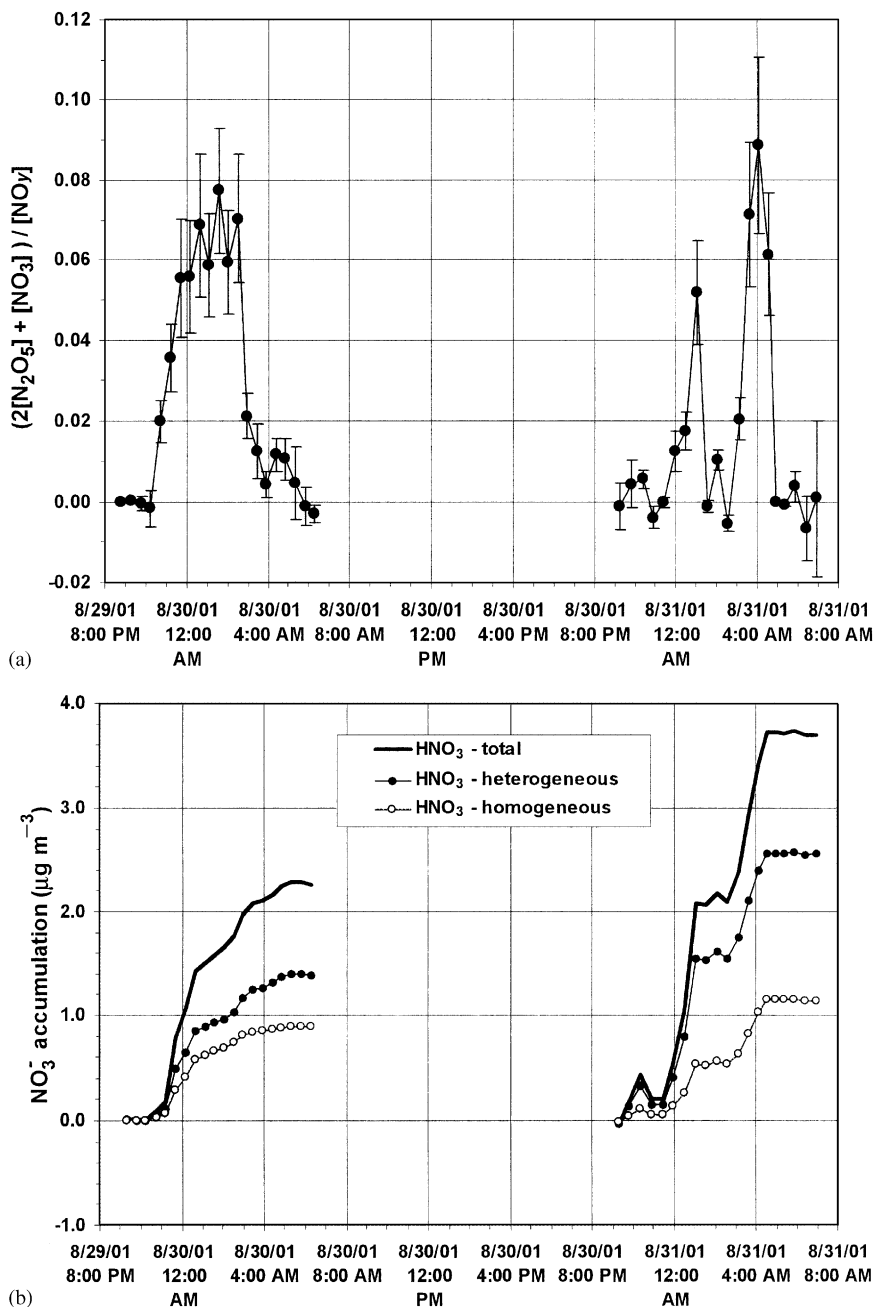 0.12
0.10
0.08
0.06
0.04
0.02
0.00
-0.02
(2[N₂O₅] + [NO₃] ) / [NOy]
8/29/01 8/30/01 8/30/01 8/30/01 8/30/01 8/30/01 8/30/01 8/31/01 8/31/01 8/31/01
8:00 PM 12:00 4:00 AM 8:00 AM 12:00 4:00 PM 8:00 PM 12:00 4:00 AM 8:00 AM
AM PM AM
(a)
4.0
3.0
2.0
1.0
0.0
-1.0
NO₃⁻ accumulation (μg m⁻³)
HNO₃ - total
HNO₃ - heterogeneous
HNO₃ - homogeneous
8/29/01 8/30/01 8/30/01 8/30/01 8/30/01 8/30/01 8/30/01 8/31/01 8/31/01 8/31/01
8:00 PM 12:00 4:00 AM 8:00 AM 12:00 4:00 PM 8:00 PM 12:00 4:00 AM 8:00 AM
AM PM AM
(b)